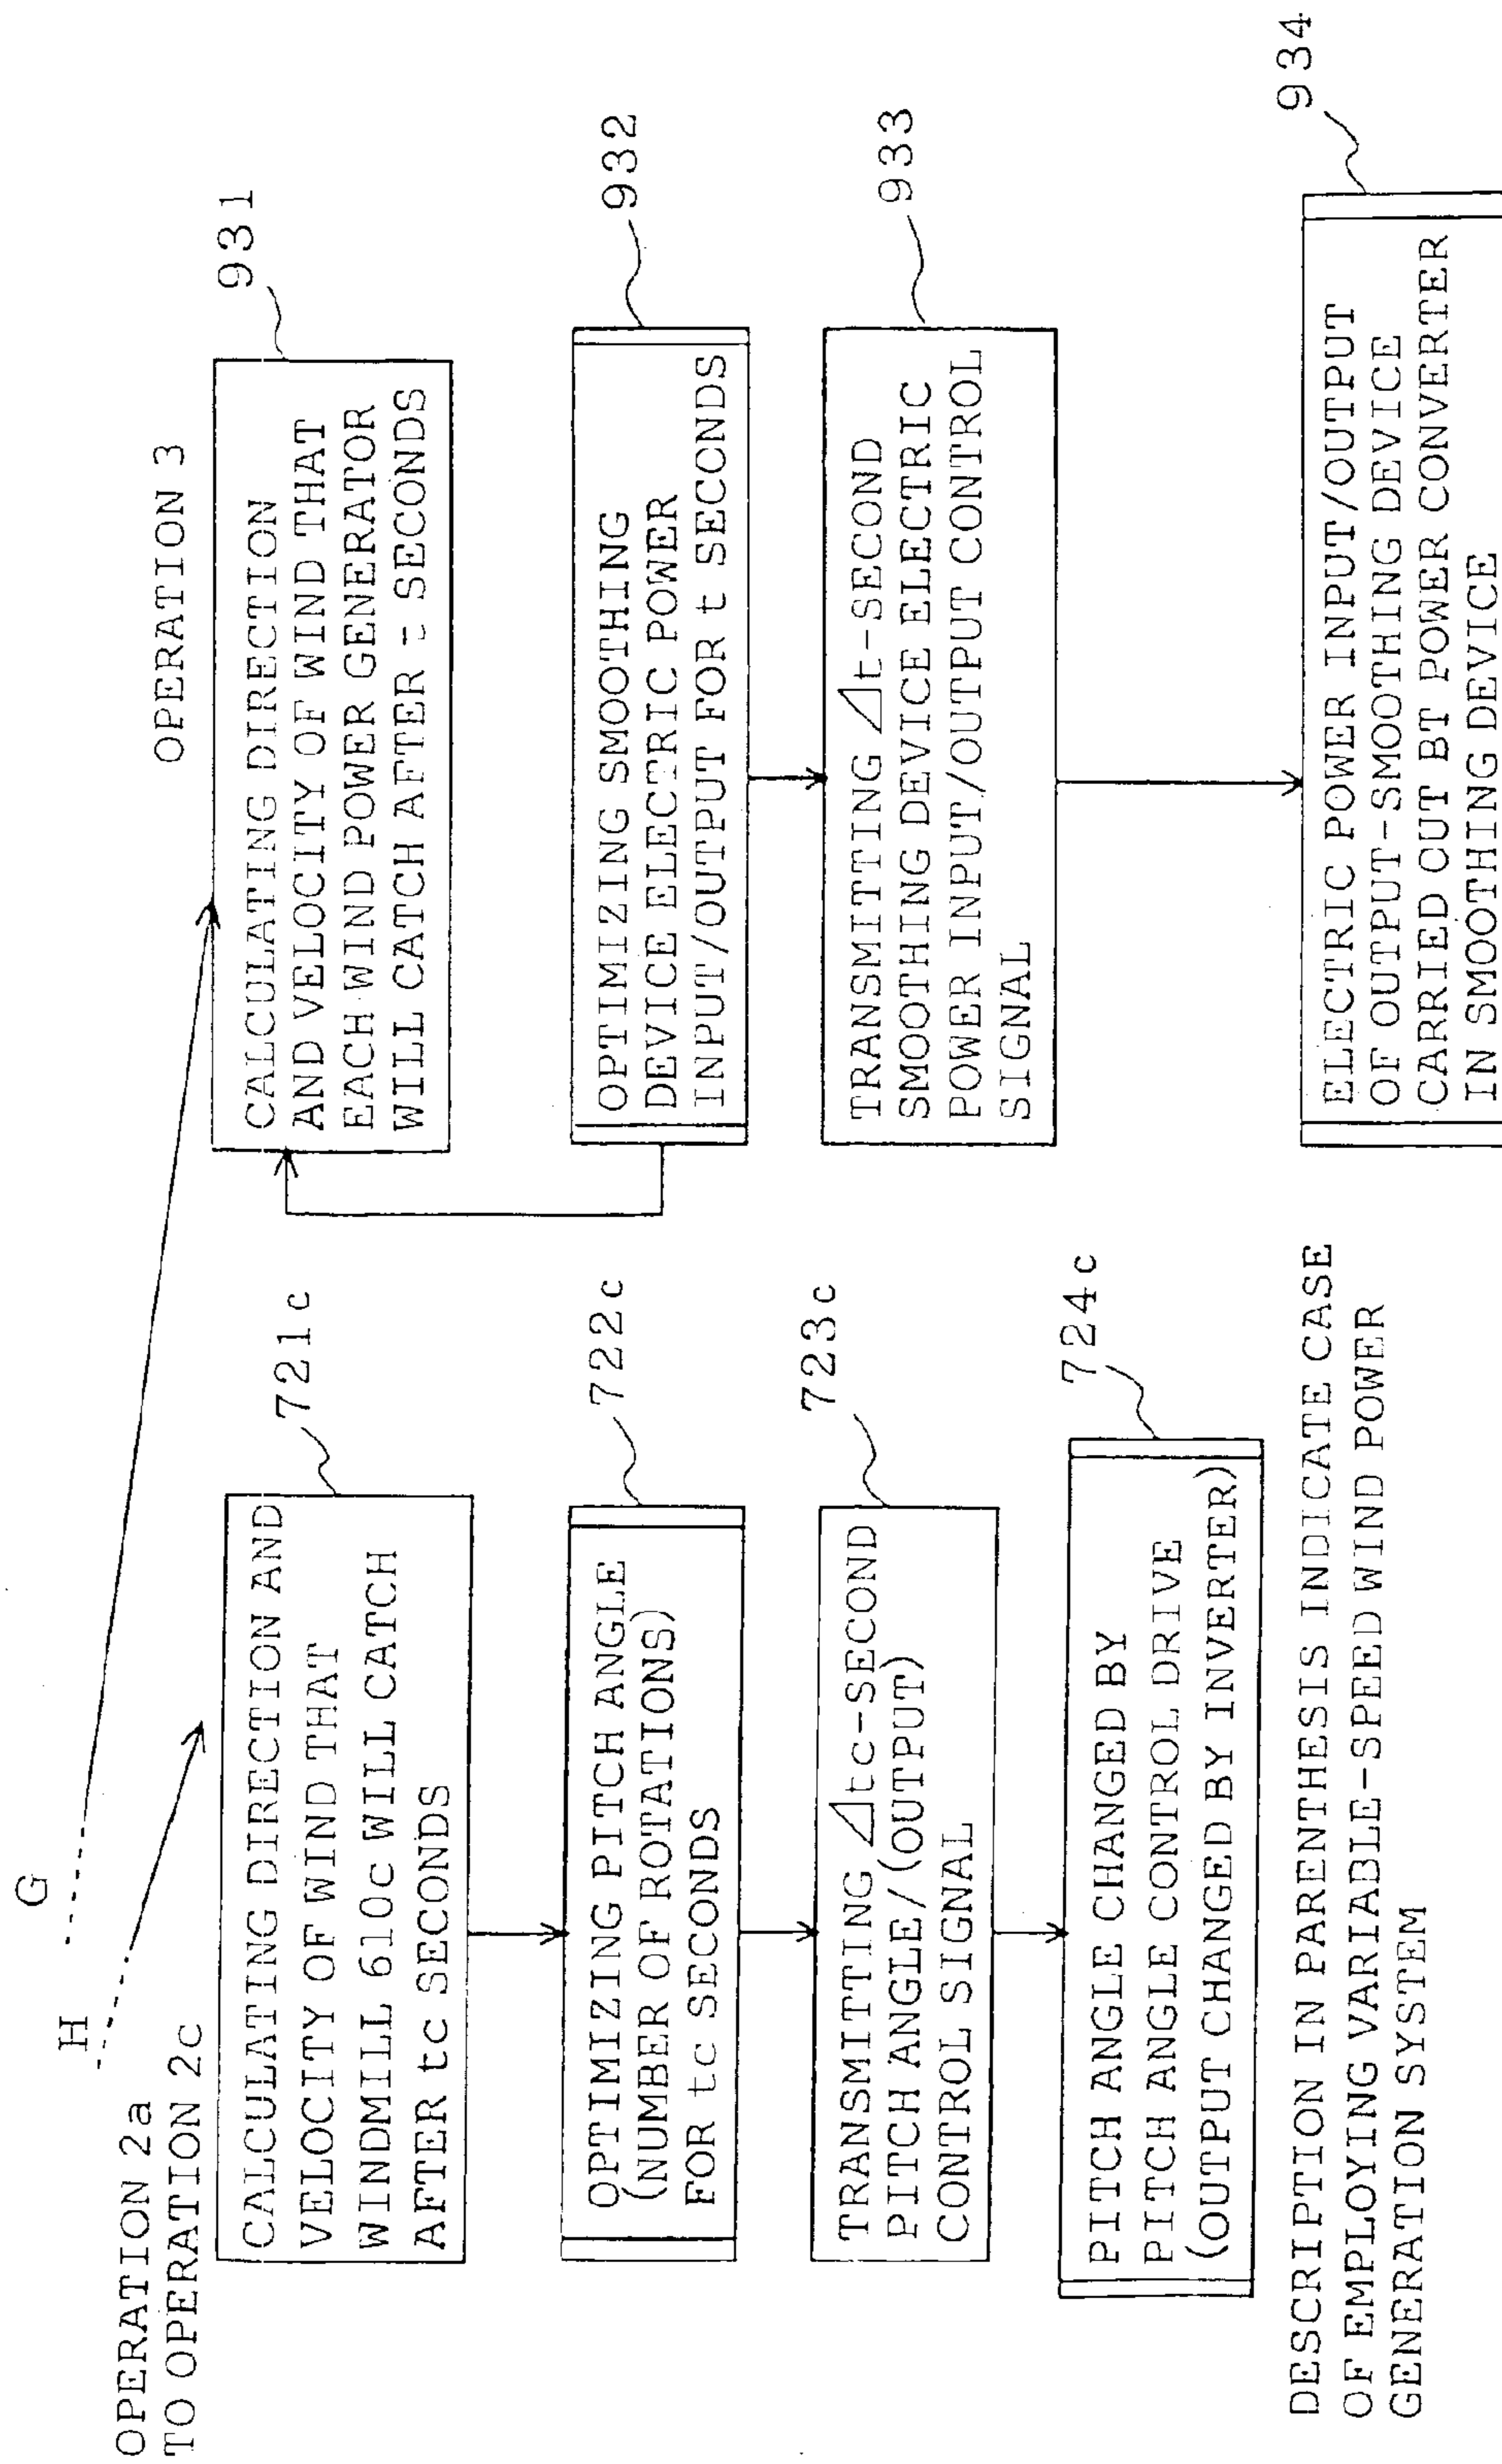 G
H
OPERATION 2a
TO OPERATION 2c
CALCULATING DIRECTION AND
VELOCITY OF WIND THAT
WINDMILL 610c WILL CATCH
AFTER tc SECONDS
721c
OPTIMIZING PITCH ANGLE
(NUMBER OF ROTATIONS)
FOR tc SECONDS
722c
TRANSMITTING ⊿tc-SECOND
PITCH ANGLE/(OUTPUT)
CONTROL SIGNAL
723c
PITCH ANGLE CHANGED BY
PITCH ANGLE CONTROL DRIVE
(OUTPUT CHANGED BY INVERTER)
724c
DESCRIPTION IN PARENTHESIS INDICATE CASE
OF EMPLOYING VARIABLE-SPEED WIND POWER
GENERATION SYSTEM
OPERATION 3
CALCULATING DIRECTION
AND VELOCITY OF WIND THAT
EACH WIND POWER GENERATOR
WILL CATCH AFTER t SECONDS
931
OPTIMIZING SMOOTHING
DEVICE ELECTRIC POWER
INPUT/OUTPUT FOR t SECONDS
932
TRANSMITTING ⊿t-SECOND
SMOOTHING DEVICE ELECTRIC
POWER INPUT/OUTPUT CONTROL
SIGNAL
933
ELECTRIC POWER INPUT/OUTPUT
OF OUTPUT-SMOOTHING DEVICE
CARRIED CUT BT POWER CONVERTER
IN SMOOTHING DEVICE
934